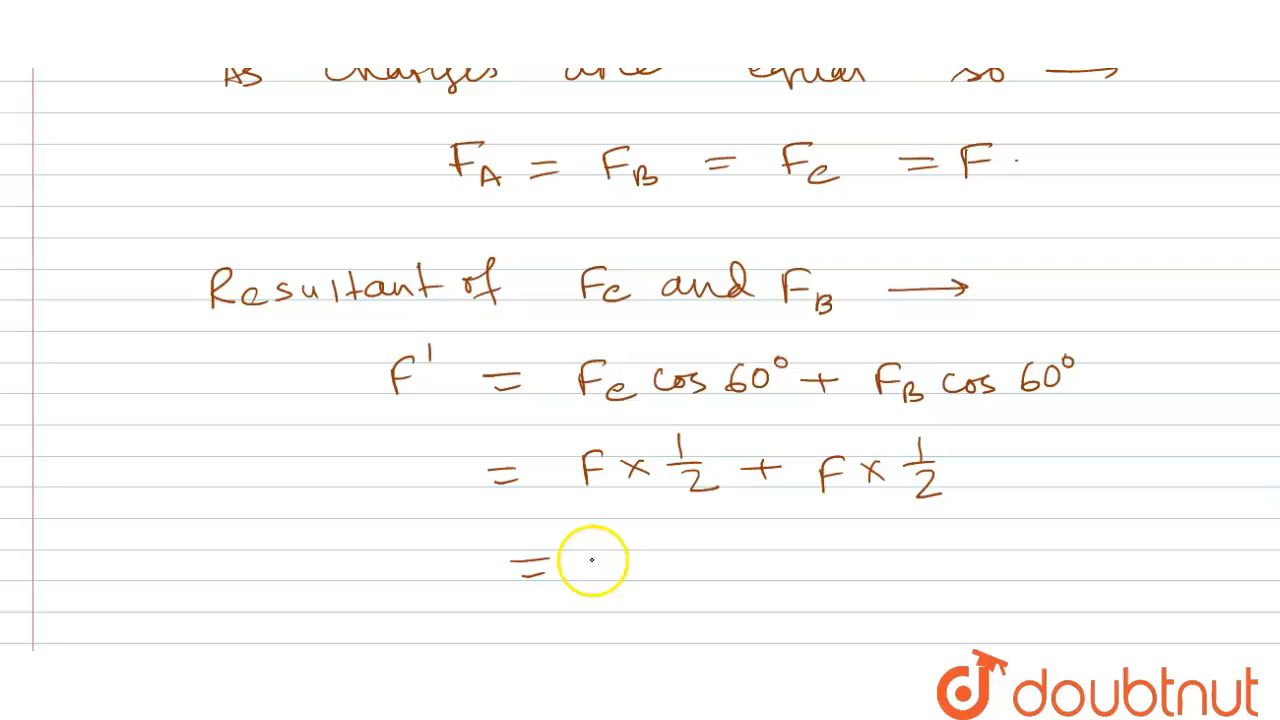 As charges are equal so →
F_A = F_B = F_C = F .
Resultant of F_C and F_B →
F' = F_C cos 60° + F_B cos 60°
= F × 1/2 + F × 1/2
=
doubtnut